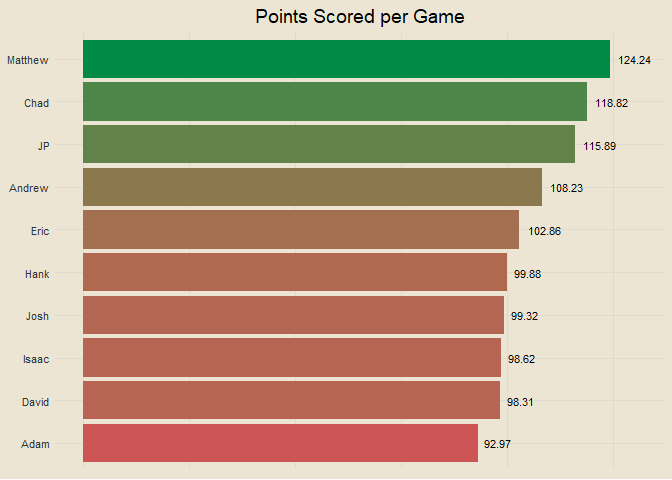 Points Scored per Game
Matthew 124.24
Chad 118.82
JP 115.89
Andrew 108.23
Eric 102.86
Hank 99.88
Josh 99.32
Isaac 98.62
David 98.31
Adam 92.97